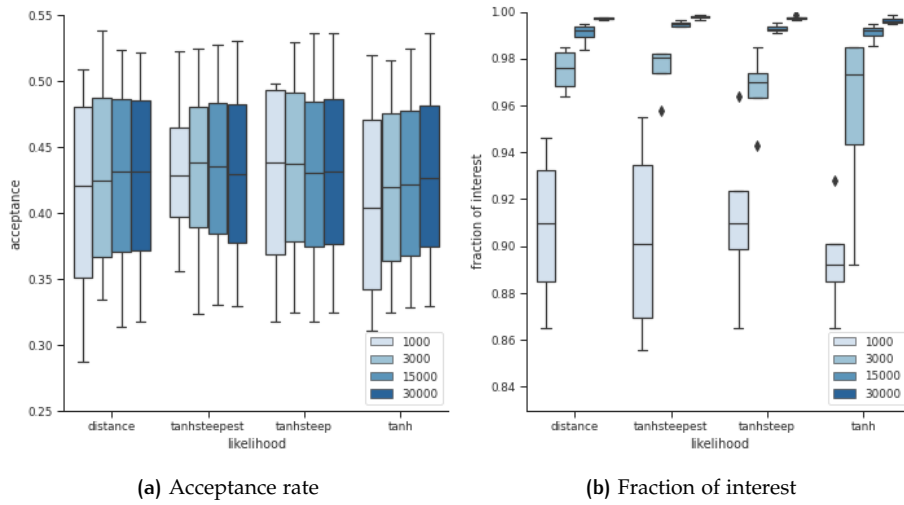 0.55
0.50
0.45
0.40
0.35
0.30
0.25
acceptance
distance
tanhsteepest
tanhsteep
tanh
likelihood
1000
3000
15000
30000
(a) Acceptance rate
1.00
0.98
0.96
0.94
0.92
0.90
0.88
0.86
0.84
fraction of interest
distance
tanhsteepest
tanhsteep
tanh
likelihood
1000
3000
15000
30000
(b) Fraction of interest